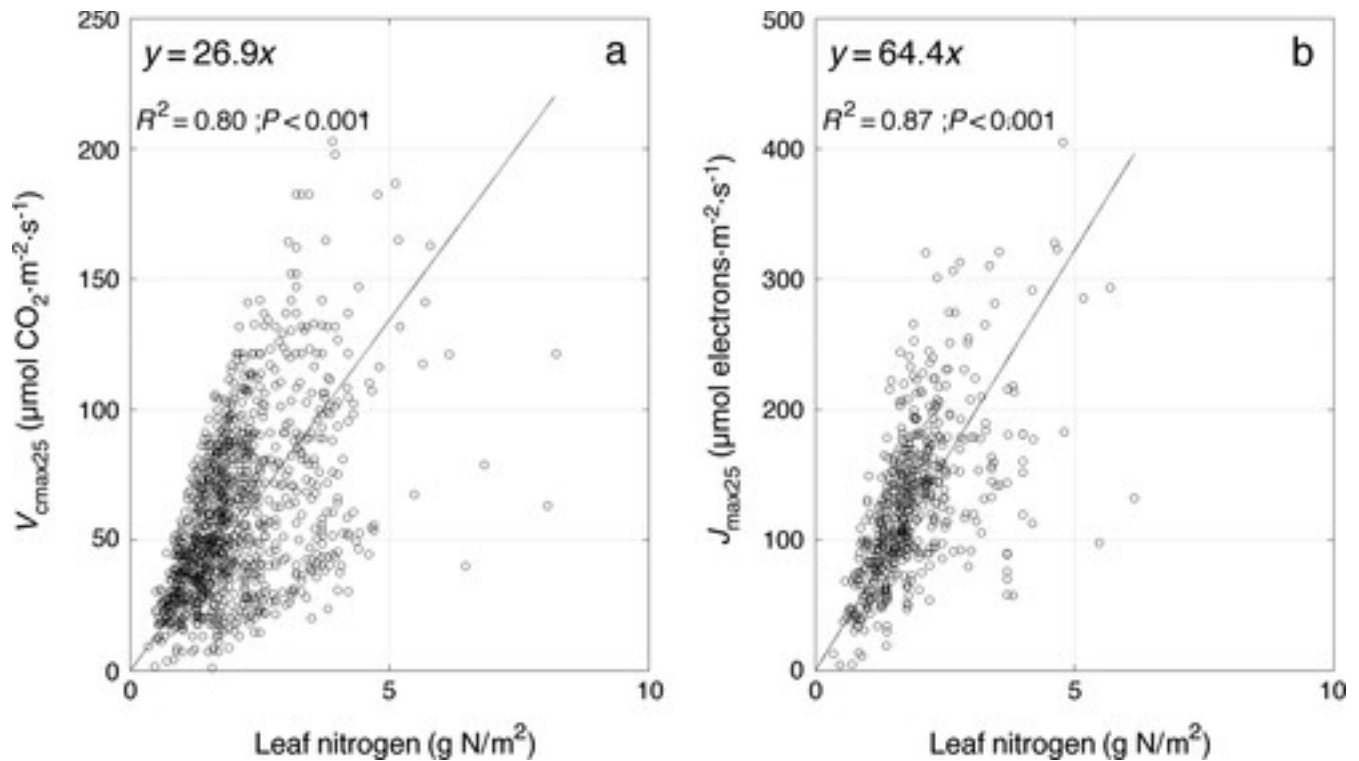 y=26.9x
a
R²=0.80 ;P<0.001
250
200
150
100
50
0
0
5
10
Vcmax25 (µmol CO₂·m⁻²·s⁻¹)
Leaf nitrogen (g N/m²)
y=64.4x
b
R²=0.87 ;P<0.001
500
400
300
200
100
0
0
5
10
Jmax25 (µmol electrons·m⁻²·s⁻¹)
Leaf nitrogen (g N/m²)